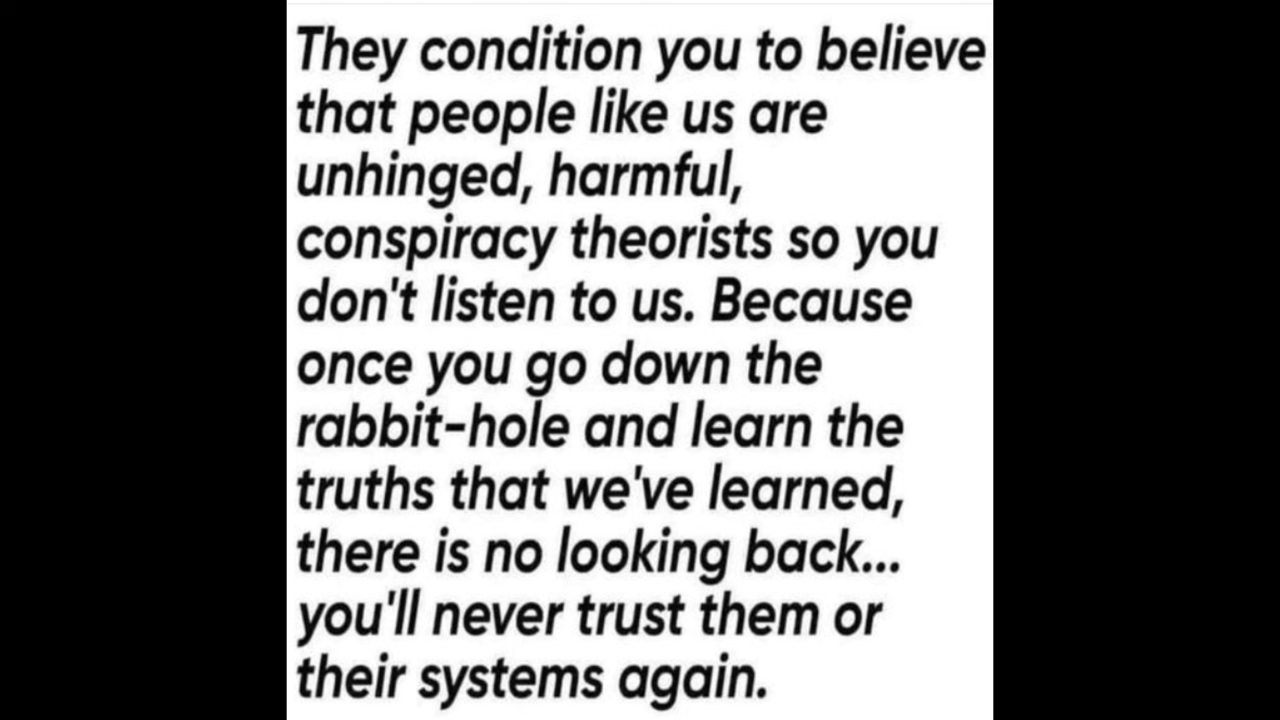 They condition you to believe
that people like us are
unhinged, harmful,
conspiracy theorists so you
don't listen to us. Because
once you go down the
rabbit-hole and learn the
truths that we've learned,
there is no looking back...
you'll never trust them or
their systems again.